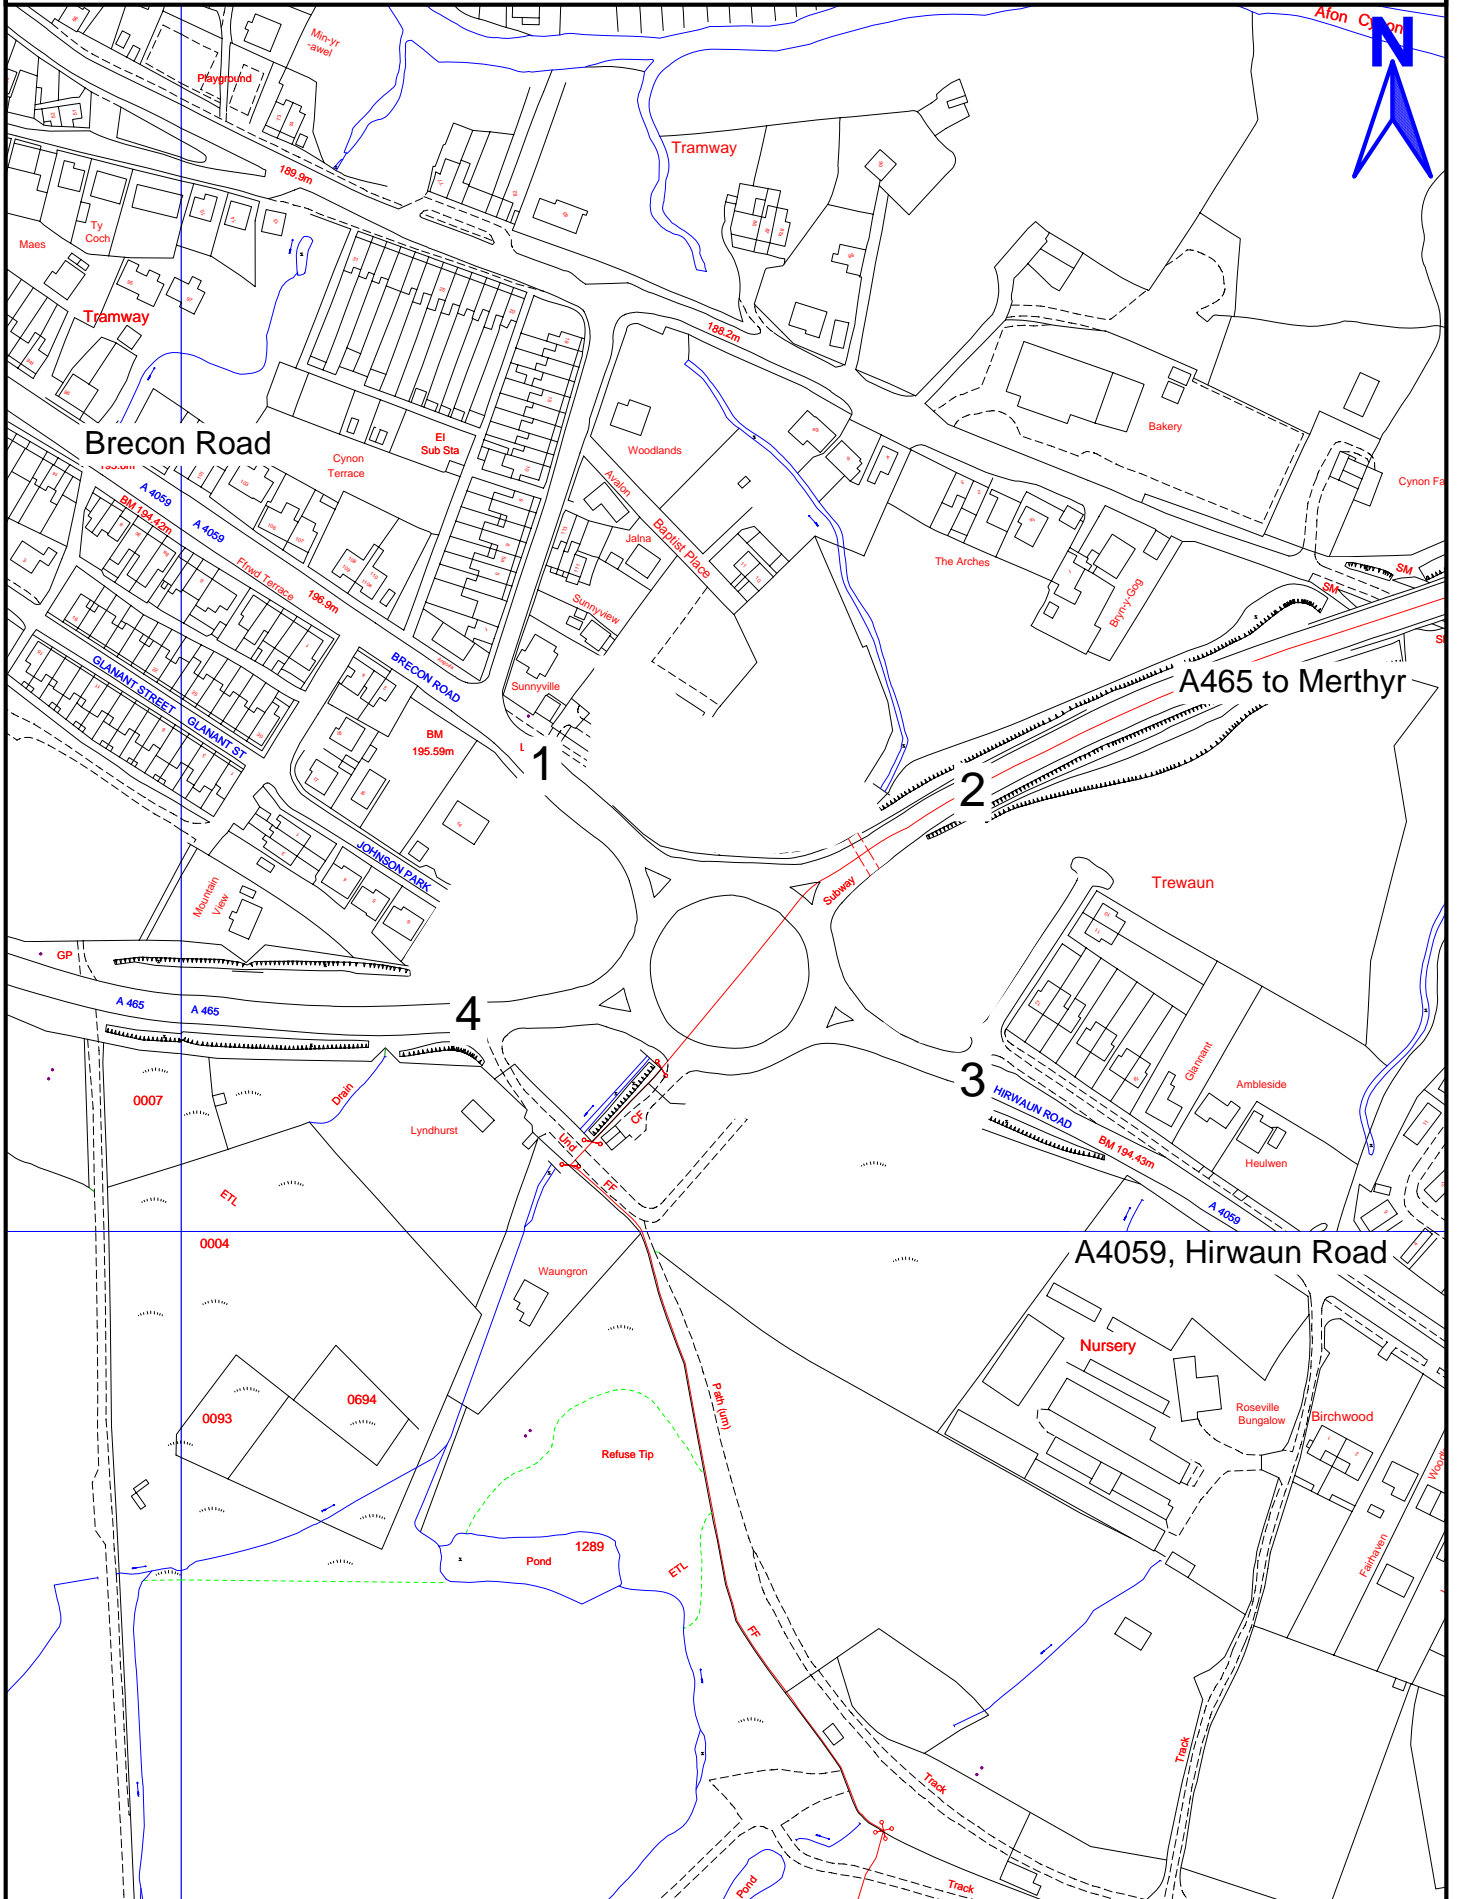 Afon Cynon
N
Min-yr
-awel
Playground
Tramway
189.9m
Ty
Coch
Maes
Tramway
188.2m
Bakery
Brecon Road
El
Sub Sta
Cynon
Terrace
Woodlands
Avalon
Cynon Fa
A 4059
BM 194.42m
A 4059
Jalna
Baptist Place
The Arches
SM
SM
Ffrwd Terrace
196.9m
Sunnyview
Bryn-y-Gog
GLANANT STREET
GLANANT ST
BRECON ROAD
Sunnyville
A465 to Merthyr
BM
195.59m
1
2
JOHNSON PARK
Subway
Trewaun
Mountain
View
GP
A 465
A 465
4
3
HIRWAUN ROAD
Glannant
Ambleside
0007
Drain
Lyndhurst
Und
CF
BM 194.43m
Heulwen
FF
ETL
A 4059
0004
A4059, Hirwaun Road
Waungron
Nursery
0093
0694
Path (um)
Roseville
Bungalow
Birchwood
Refuse Tip
1289
Pond
ETL
Fairhaven
FF
Track
Track
Pond
Track